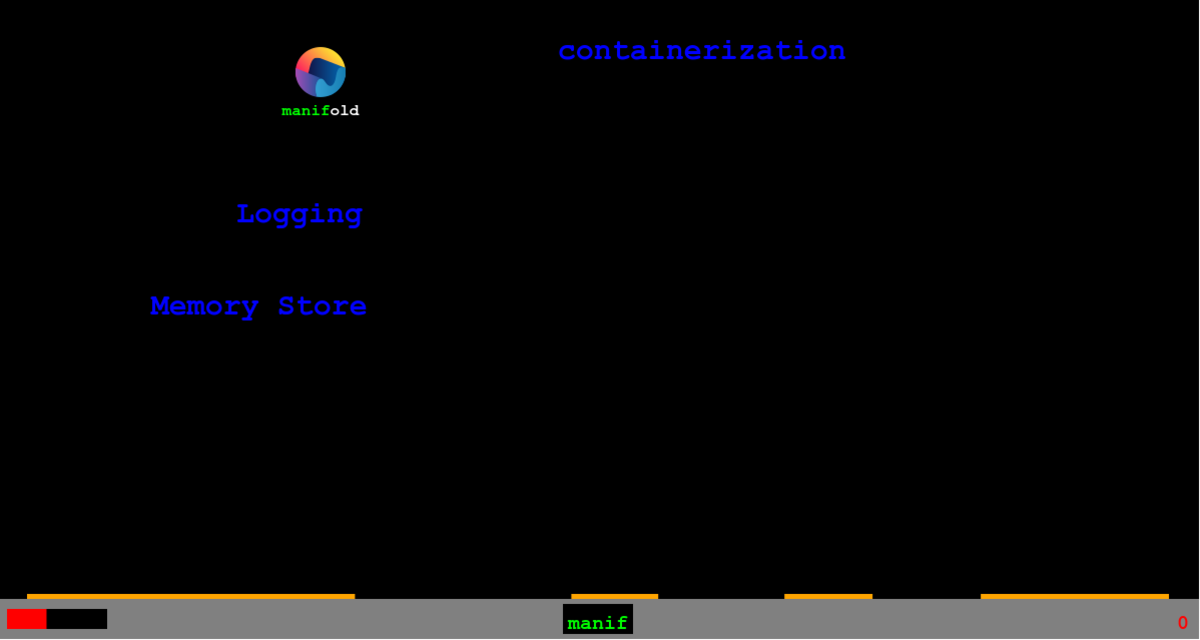 containerization
manifold
Logging
Memory Store
manif
0